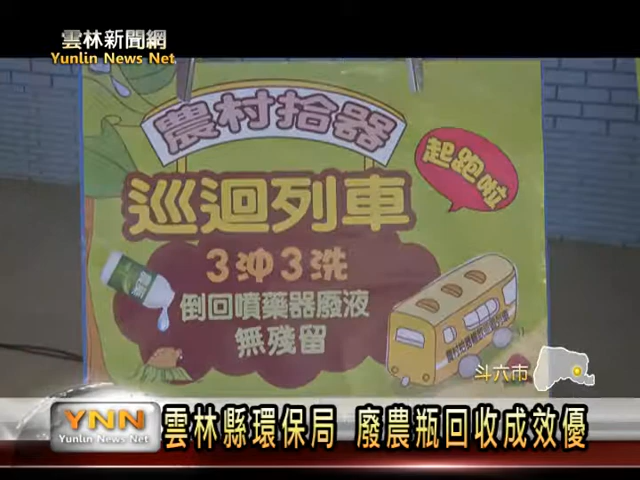 雲林新聞網
Yunlin News Net
農村拾器
起跑啦
巡迴列車
3沖3洗
倒回噴藥器廢液
無殘留
斗六市
YNN
Yunlin News Net
雲林縣環保局 廢農瓶回收成效優